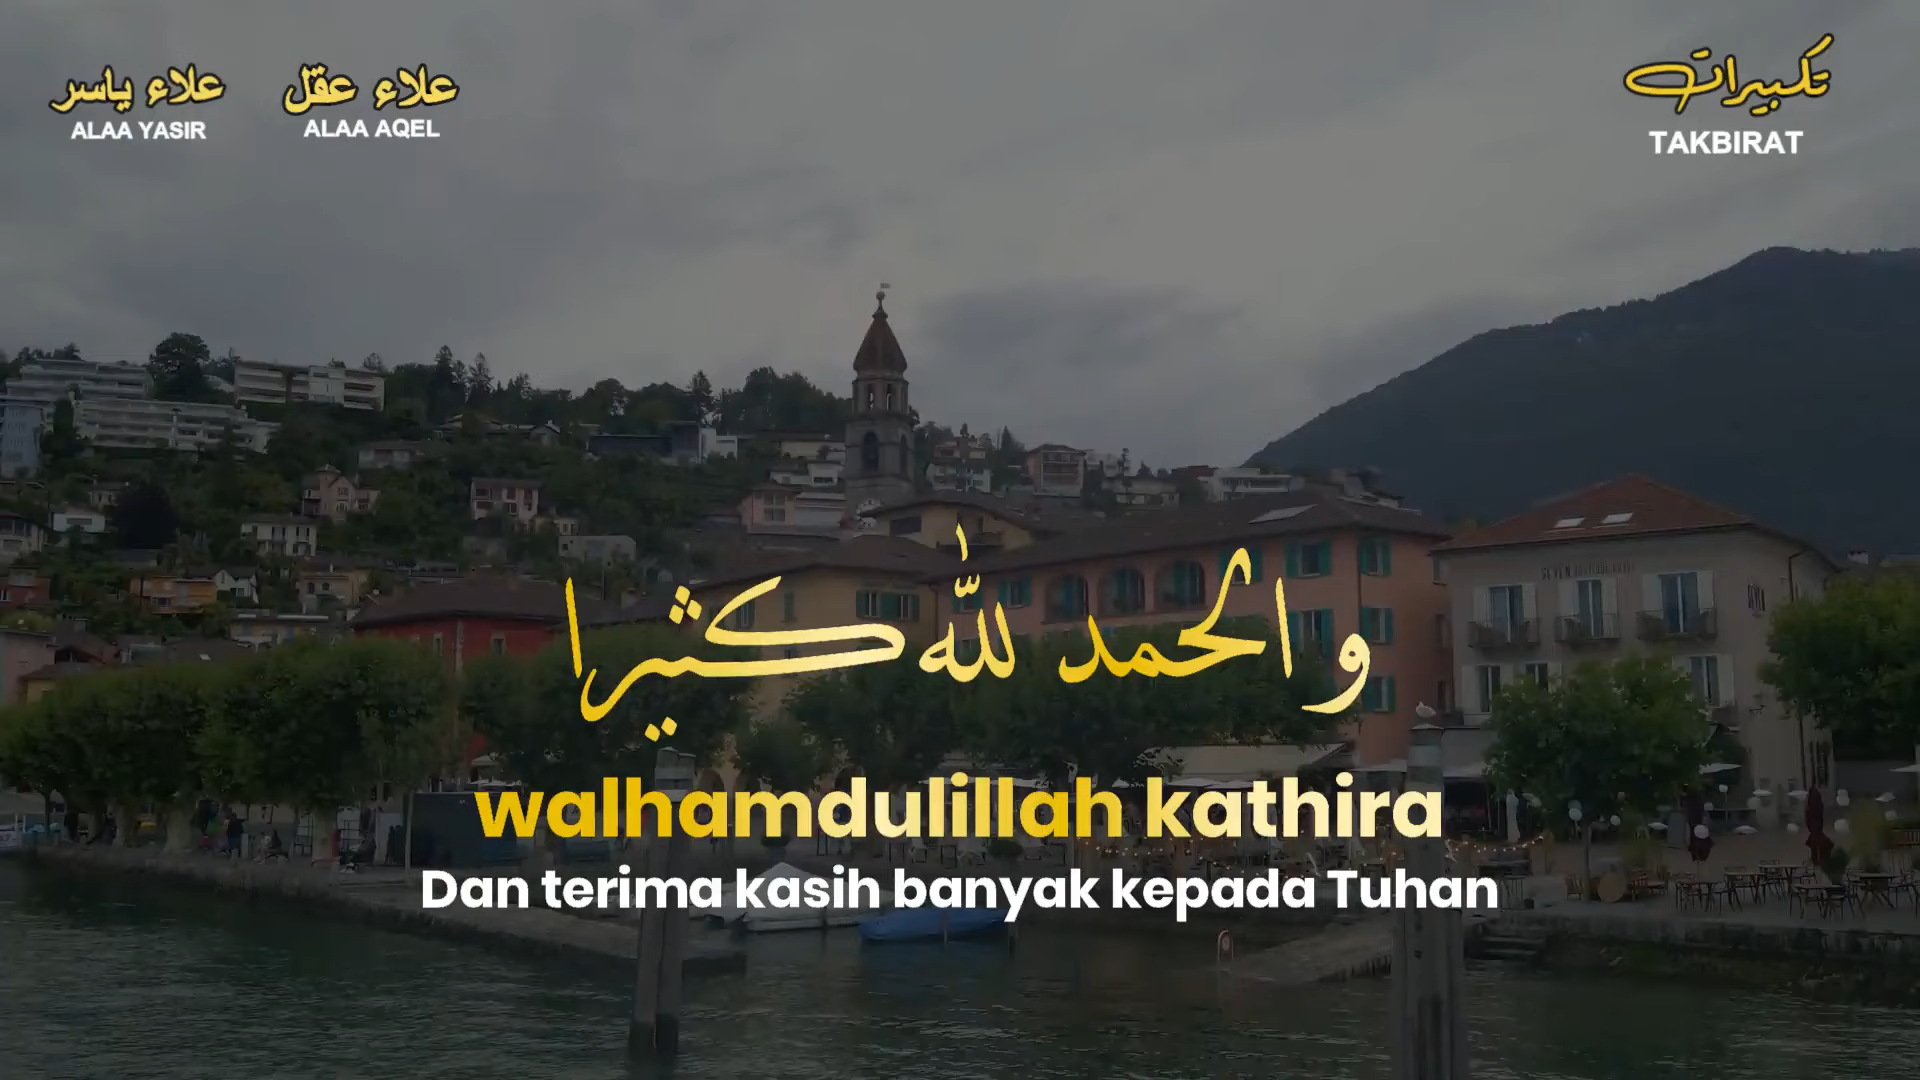 علاء ياسر
ALAA YASIR
علاء عقل
ALAA AQEL
تكبيرات
TAKBIRAT
والحمد لله كثيرا
walhamdulillah kathira
Dan terima kasih banyak kepada Tuhan